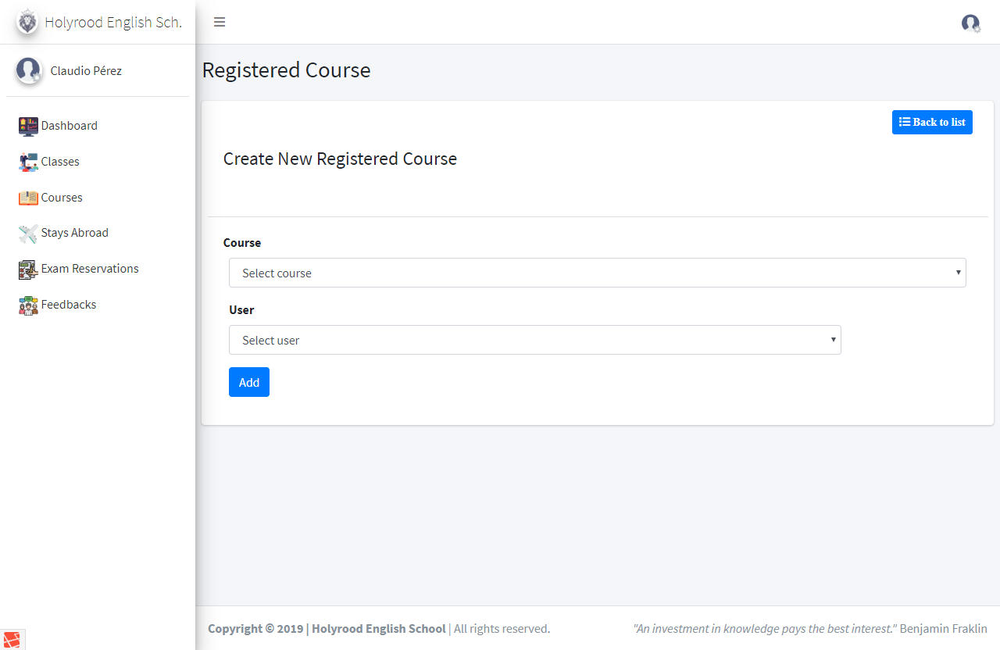 Holyrood English Sch.
Claudio Pérez
Dashboard
Classes
Courses
Stays Abroad
Exam Reservations
Feedbacks
Registered Course
Back to list
Create New Registered Course
Course
Select course
User
Select user
Add
Copyright © 2019 | Holyrood English School | All rights reserved.
"An investment in knowledge pays the best interest." Benjamin Fraklin